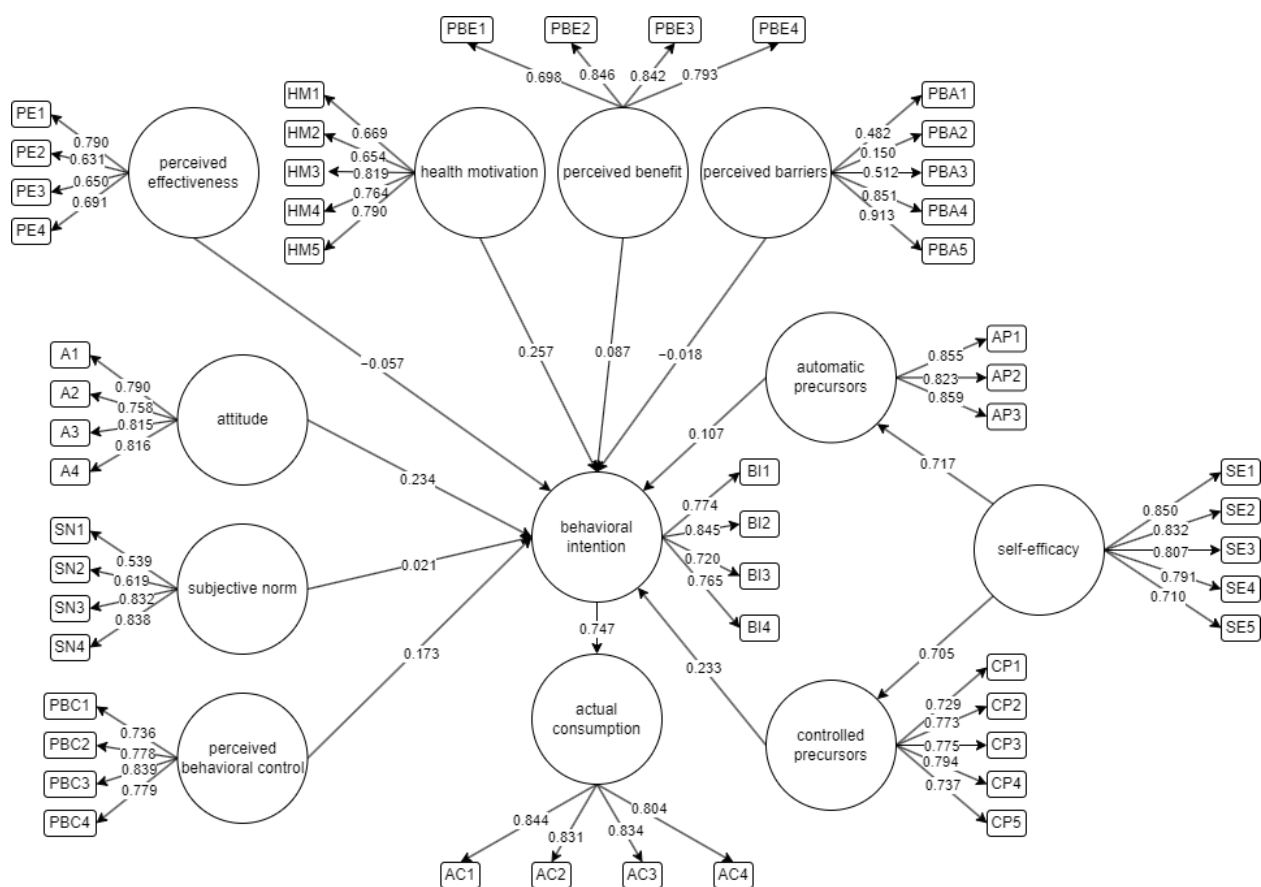 PBE1
PBE2
PBE3
PBE4
0.698
0.846
0.842
0.793
HM1
HM2
HM3
HM4
HM5
0.669
0.654
0.819
0.764
0.790
PE1
PE2
PE3
PE4
0.790
0.631
0.650
0.691
perceived
effectiveness
health motivation
perceived benefit
perceived barriers
PBA1
PBA2
PBA3
PBA4
PBA5
0.482
0.150
0.512
0.851
0.913
−0.057
0.257
0.087
−0.018
A1
A2
A3
A4
0.790
0.758
0.815
0.816
attitude
0.234
automatic
precursors
AP1
AP2
AP3
0.855
0.823
0.859
0.107
0.717
SN1
SN2
SN3
SN4
0.539
0.619
0.832
0.838
subjective norm
0.021
behavioral
intention
BI1
BI2
BI3
BI4
0.774
0.845
0.720
0.765
self-efficacy
SE1
SE2
SE3
SE4
SE5
0.850
0.832
0.807
0.791
0.710
0.747
0.173
0.233
0.705
PBC1
PBC2
PBC3
PBC4
0.736
0.778
0.839
0.779
perceived
behavioral control
actual
consumption
controlled
precursors
CP1
CP2
CP3
CP4
CP5
0.729
0.773
0.775
0.794
0.737
0.844
0.831
0.834
0.804
AC1
AC2
AC3
AC4